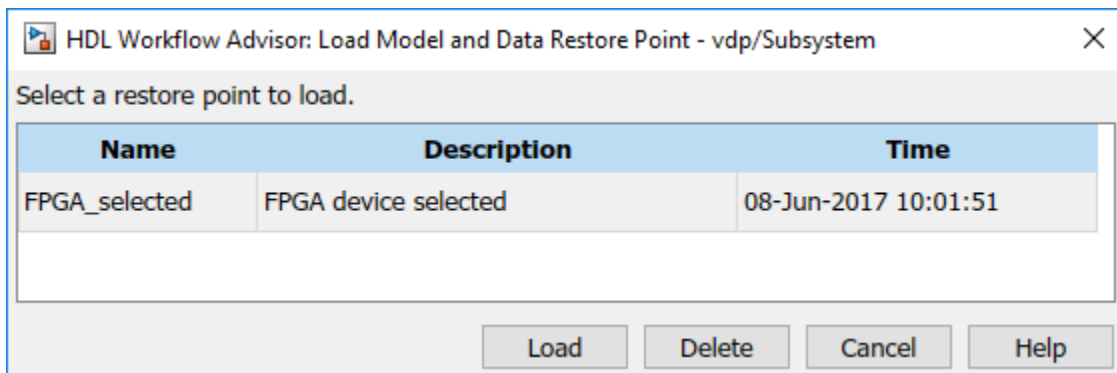 HDL Workflow Advisor: Load Model and Data Restore Point - vdp/Subsystem
Select a restore point to load.
Name Description Time
FPGA_selected FPGA device selected 08-Jun-2017 10:01:51
Load Delete Cancel Help